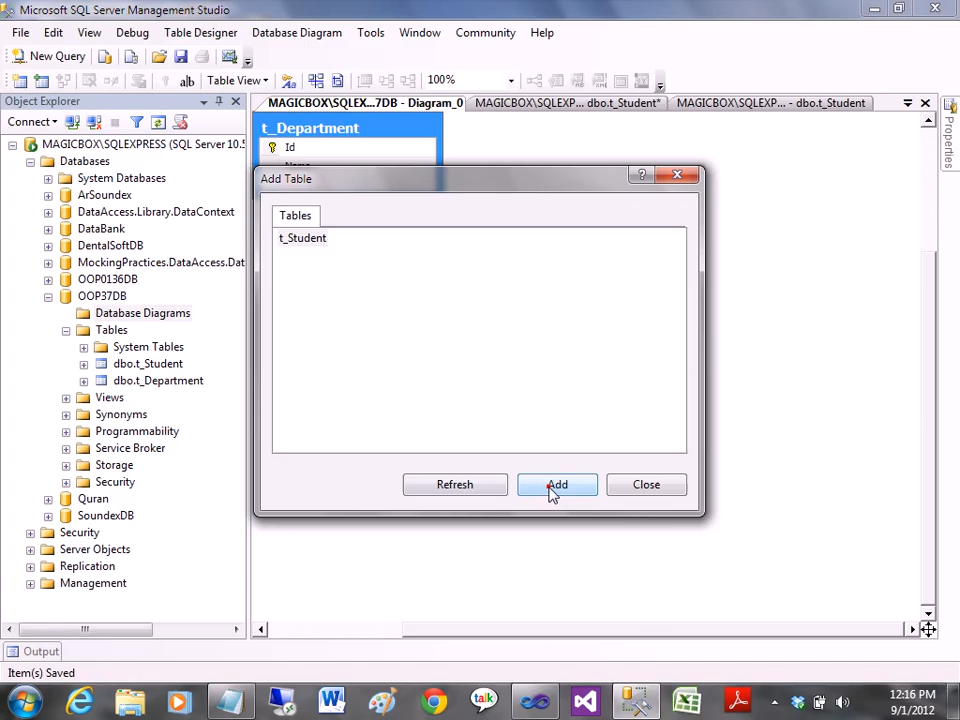 Microsoft SQL Server Management Studio
File Edit View Debug Table Designer Database Diagram Tools Window Community Help
New Query
ab Table View 100%
Object Explorer
MAGICBOX\SQLEX...7DB - Diagram_0 MAGICBOX\SQLEXP... dbo.t_Student* MAGICBOX\SQLEXP... - dbo.t_Student
Connect
Properties
MAGICBOX\SQLEXPRESS (SQL Server 10.5
Databases
System Databases
ArSoundex
DataAccess.Library.DataContext
DataBank
DentalSoftDB
MockingPractices.DataAccess.Dat
OOP0136DB
OOP37DB
Database Diagrams
Tables
System Tables
dbo.t_Student
dbo.t_Department
Views
Synonyms
Programmability
Service Broker
Storage
Security
Quran
SoundexDB
Security
Server Objects
Replication
Management
t_Department
Id
Name
Add Table
?
Tables
t_Student
Refresh Add Close
Output
Item(s) Saved
talk
12:16 PM
9/1/2012